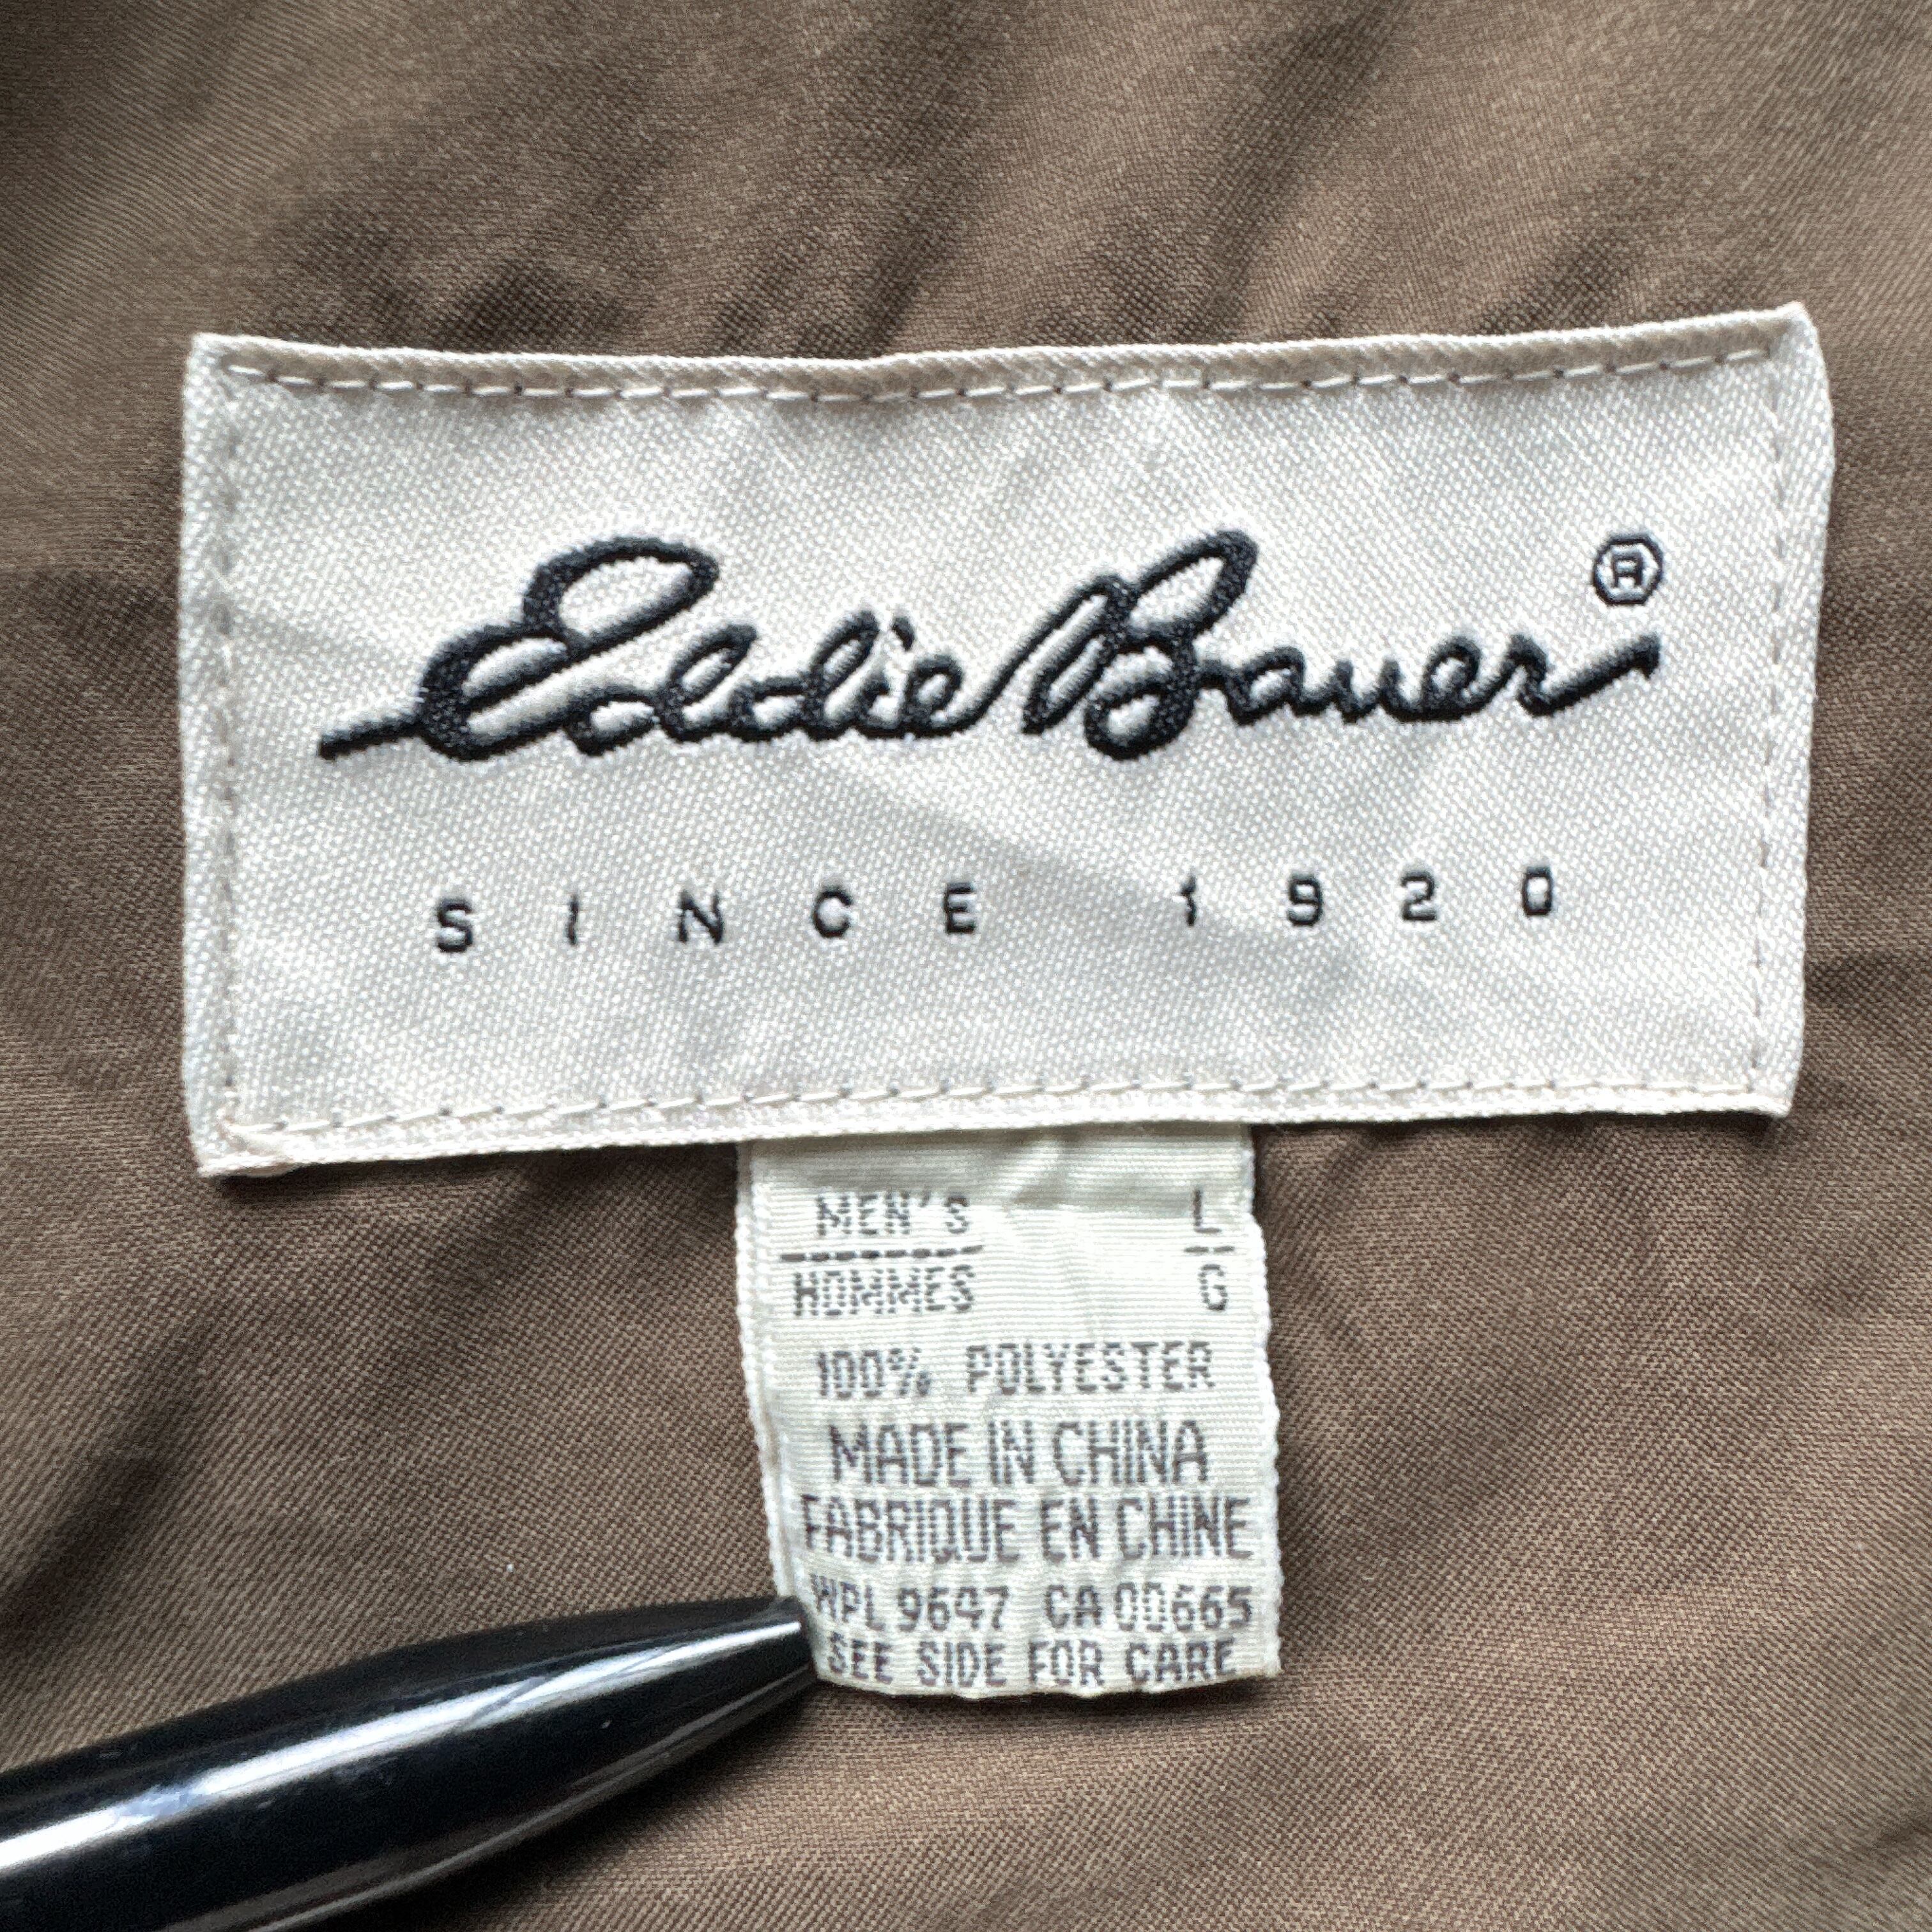 Eddie Bauer®
SINCE 1920
MEN'S L
HOMMES G
100% POLYESTER
MADE IN CHINA
FABRIQUE EN CHINE
WPL 9647 CA 00665
SEE SIDE FOR CARE